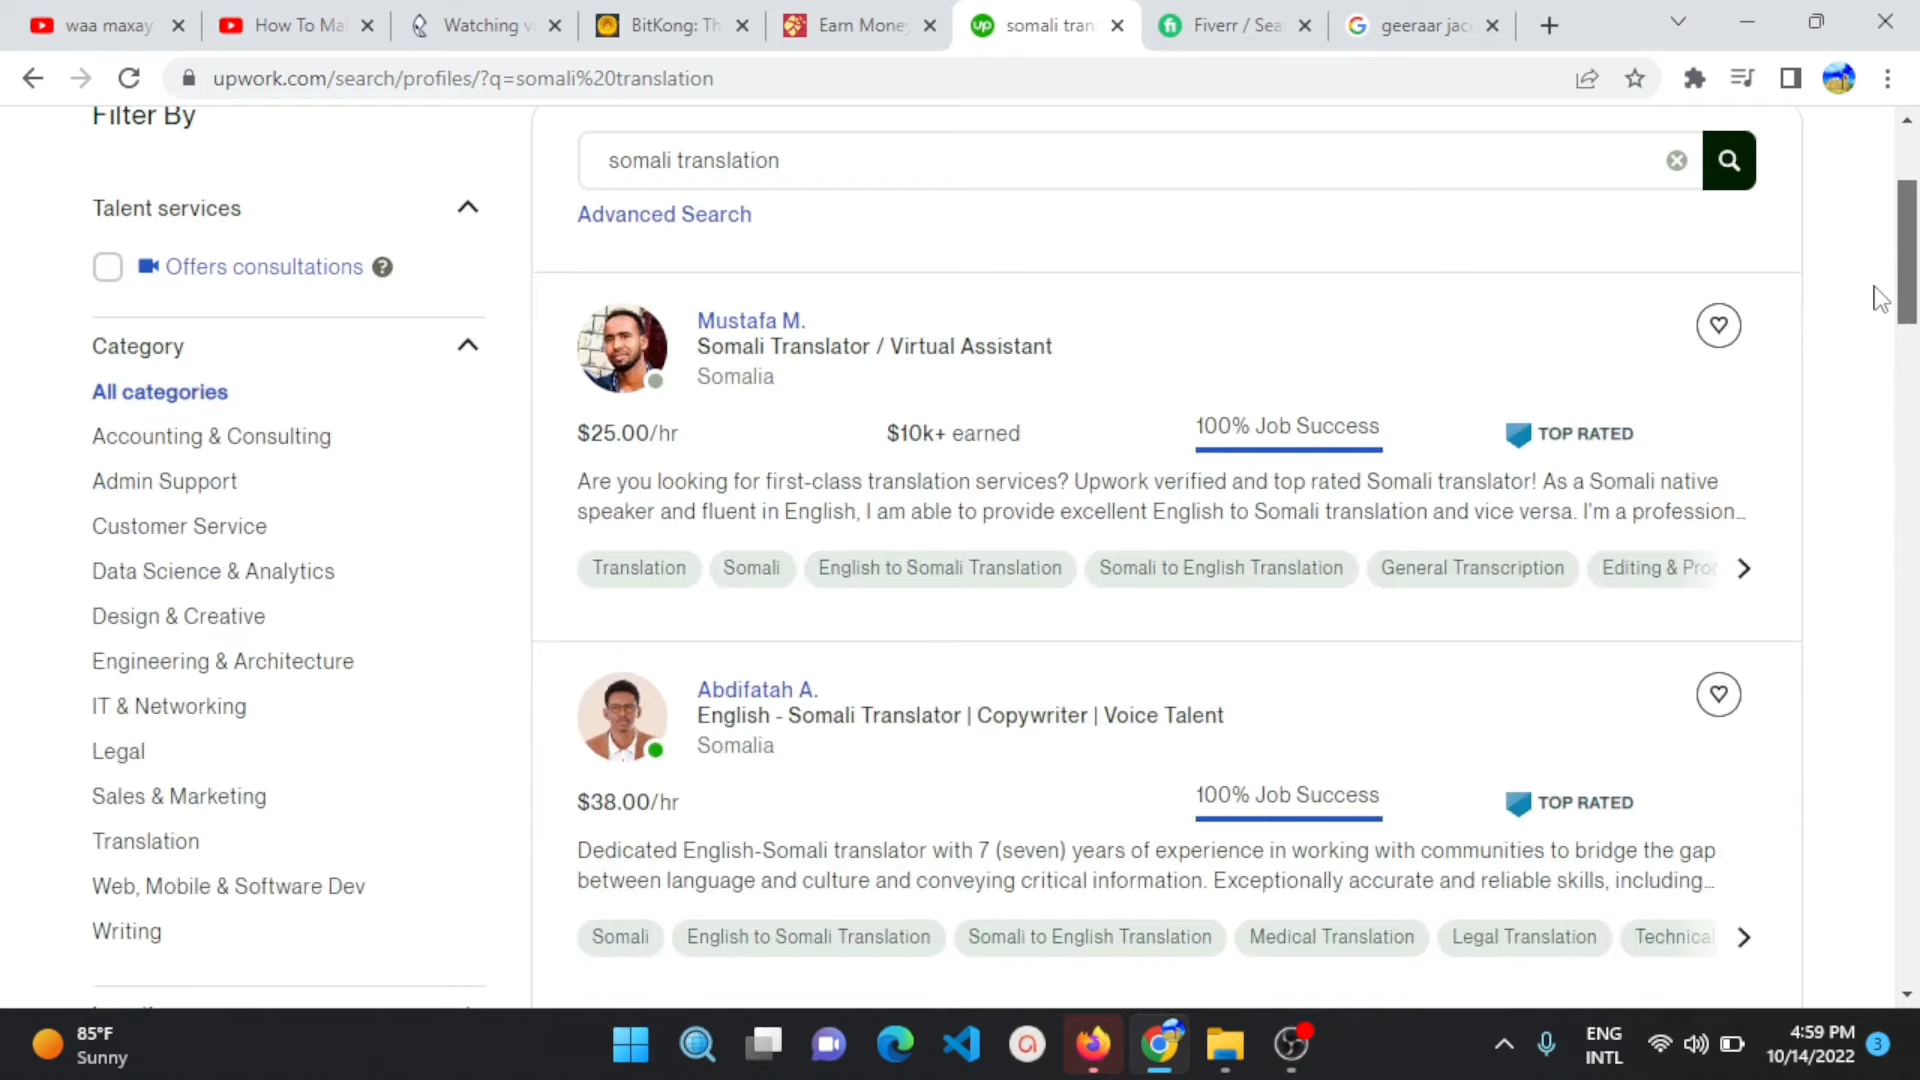 waa maxay
How To Ma
Watching v
BitKong: Th
Earn Money
up
somali tran
fi
Fiverr / Sea
G
geeraar jac
upwork.com/search/profiles/?q=somali%20translation
Filter By
Talent services
Offers consultations ?
Category
All categories
Accounting & Consulting
Admin Support
Customer Service
Data Science & Analytics
Design & Creative
Engineering & Architecture
IT & Networking
Legal
Sales & Marketing
Translation
Web, Mobile & Software Dev
Writing
somali translation
Advanced Search
Mustafa M.
Somali Translator / Virtual Assistant
Somalia
$25.00/hr
$10k+ earned
100% Job Success
TOP RATED
Are you looking for first-class translation services? Upwork verified and top rated Somali translator! As a Somali native
speaker and fluent in English, I am able to provide excellent English to Somali translation and vice versa. I'm a profession...
Translation
Somali
English to Somali Translation
Somali to English Translation
General Transcription
Editing & Proo
Abdifatah A.
English - Somali Translator | Copywriter | Voice Talent
Somalia
$38.00/hr
100% Job Success
TOP RATED
Dedicated English-Somali translator with 7 (seven) years of experience in working with communities to bridge the gap
between language and culture and conveying critical information. Exceptionally accurate and reliable skills, including...
Somali
English to Somali Translation
Somali to English Translation
Medical Translation
Legal Translation
Technical
85°F
Sunny
ENG
INTL
4:59 PM
10/14/2022
3